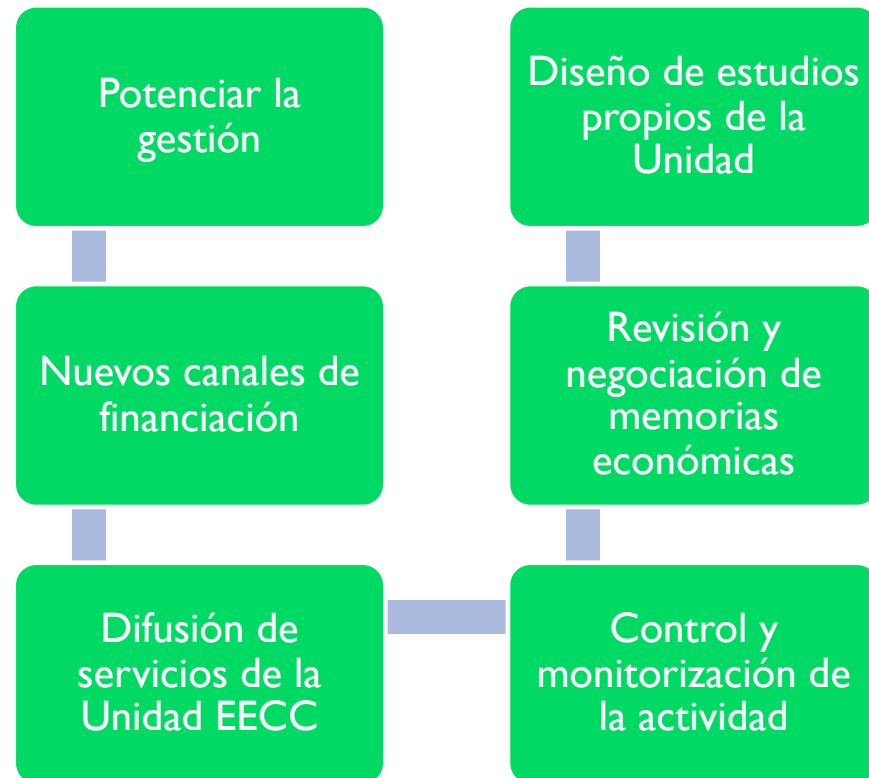 Potenciar la
gestión
Nuevos canales de
financiación
Difusión de
servicios de la
Unidad EECC
Control y
monitorización de
la actividad
Revisión y
negociación de
memorias
económicas
Diseño de estudios
propios de la
Unidad